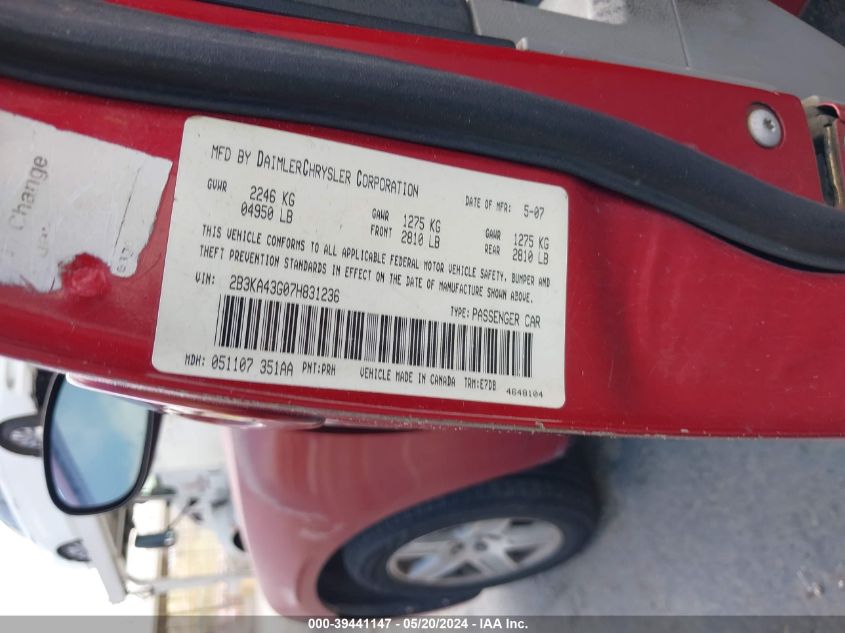 MFD BY DAIMLERCHRYSLER CORPORATION
DATE OF MFR: 5-07
GVWR 2246 KG 04950 LB
GAWR FRONT 1275 KG 2810 LB
GAWR REAR 1275 KG 2810 LB
THIS VEHICLE CONFORMS TO ALL APPLICABLE FEDERAL MOTOR VEHICLE SAFETY, BUMPER AND
THEFT PREVENTION STANDARDS IN EFFECT ON THE DATE OF MANUFACTURE SHOWN ABOVE.
VIN: 2B3KA43G07H831236
TYPE: PASSENGER CAR
MDH: 051107 351AA PNT:PRH VEHICLE MADE IN CANADA TRM:E7DB 4648104
Change
000-39441147 - 05/20/2024 - IAA Inc.